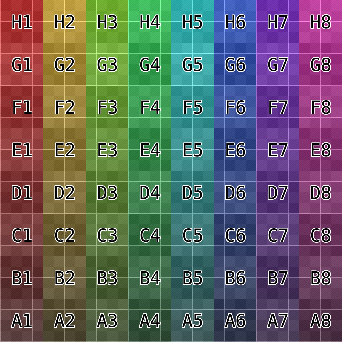 H1 H2 H3 H4 H5 H6 H7 H8
G1 G2 G3 G4 G5 G6 G7 G8
F1 F2 F3 F4 F5 F6 F7 F8
E1 E2 E3 E4 E5 E6 E7 E8
D1 D2 D3 D4 D5 D6 D7 D8
C1 C2 C3 C4 C5 C6 C7 C8
B1 B2 B3 B4 B5 B6 B7 B8
A1 A2 A3 A4 A5 A6 A7 A8